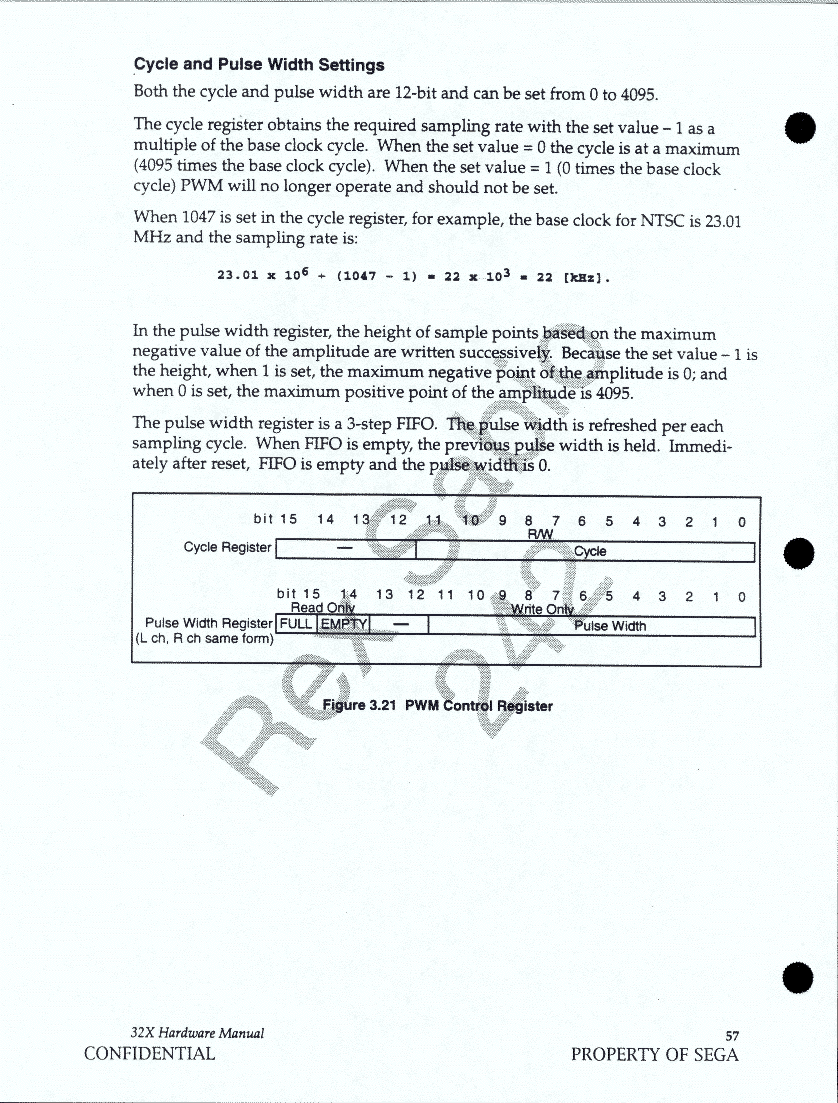 Cycle and Pulse Width Settings
Both the cycle and pulse width are 12-bit and can be set from 0 to 4095.
The cycle register obtains the required sampling rate with the set value – 1 as a
multiple of the base clock cycle. When the set value = 0 the cycle is at a maximum
(4095 times the base clock cycle). When the set value = 1 (0 times the base clock
cycle) PWM will no longer operate and should not be set.
When 1047 is set in the cycle register, for example, the base clock for NTSC is 23.01
MHz and the sampling rate is:
23.01 x 10⁶ ÷ (1047 - 1) = 22 x 10³ = 22 [kHz].
In the pulse width register, the height of sample points based on the maximum
negative value of the amplitude are written successively. Because the set value – 1 is
the height, when 1 is set, the maximum negative point of the amplitude is 0; and
when 0 is set, the maximum positive point of the amplitude is 4095.
The pulse width register is a 3-step FIFO. The pulse width is refreshed per each
sampling cycle. When FIFO is empty, the previous pulse width is held. Immedi-
ately after reset, FIFO is empty and the pulse width is 0.
bit 15 14 13 12 11 10 9 8 7 6 5 4 3 2 1 0
R/W
Cycle Register — Cycle
bit 15 14 13 12 11 10 9 8 7 6 5 4 3 2 1 0
Read Only Write Only
Pulse Width Register FULL EMPTY — Pulse Width
(L ch, R ch same form)
Figure 3.21 PWM Control Register
Rex Sabio
242
32X Hardware Manual 57
CONFIDENTIAL PROPERTY OF SEGA